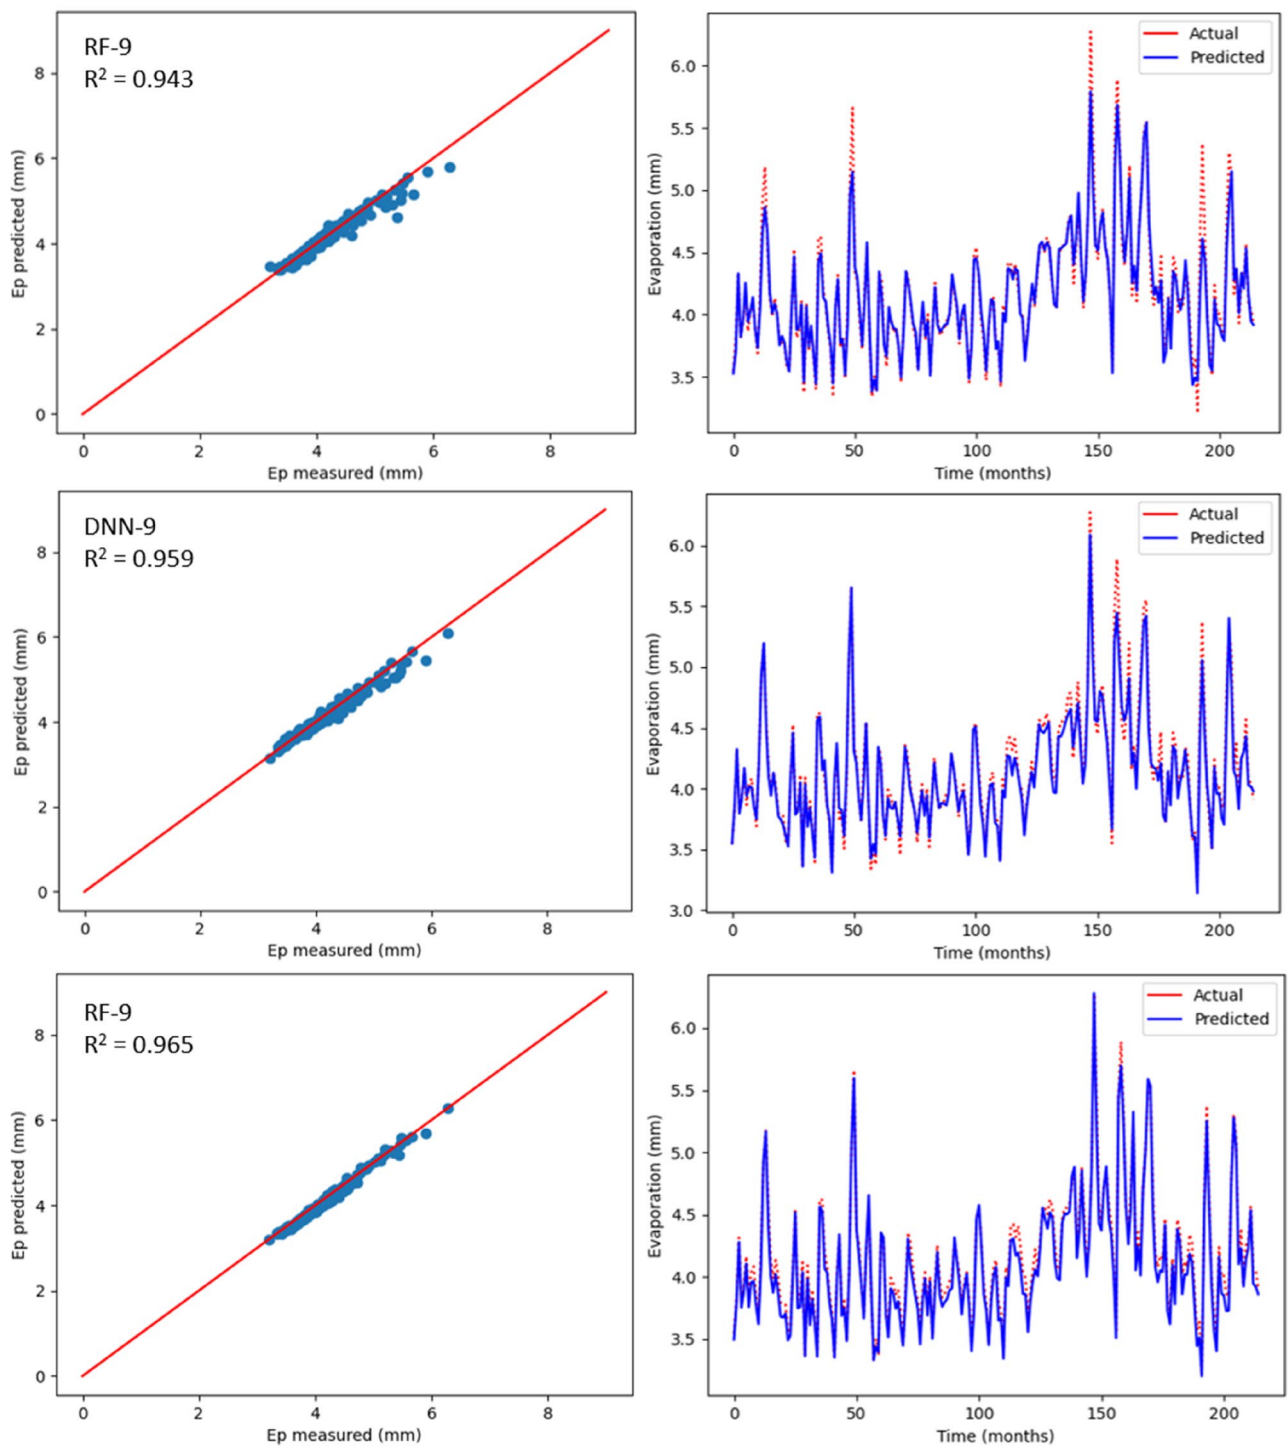 RF-9
R² = 0.943
8
6
4
2
0
Ep predicted (mm)
0 2 4 6 8
Ep measured (mm)
Actual
Predicted
6.0
5.5
5.0
4.5
4.0
3.5
Evaporation (mm)
0 50 100 150 200
Time (months)
DNN-9
R² = 0.959
8
6
4
2
0
Ep predicted (mm)
0 2 4 6 8
Ep measured (mm)
Actual
Predicted
6.0
5.5
5.0
4.5
4.0
3.5
3.0
Evaporation (mm)
0 50 100 150 200
Time (months)
RF-9
R² = 0.965
8
6
4
2
0
Ep predicted (mm)
0 2 4 6 8
Ep measured (mm)
Actual
Predicted
6.0
5.5
5.0
4.5
4.0
3.5
Evaporation (mm)
0 50 100 150 200
Time (months)